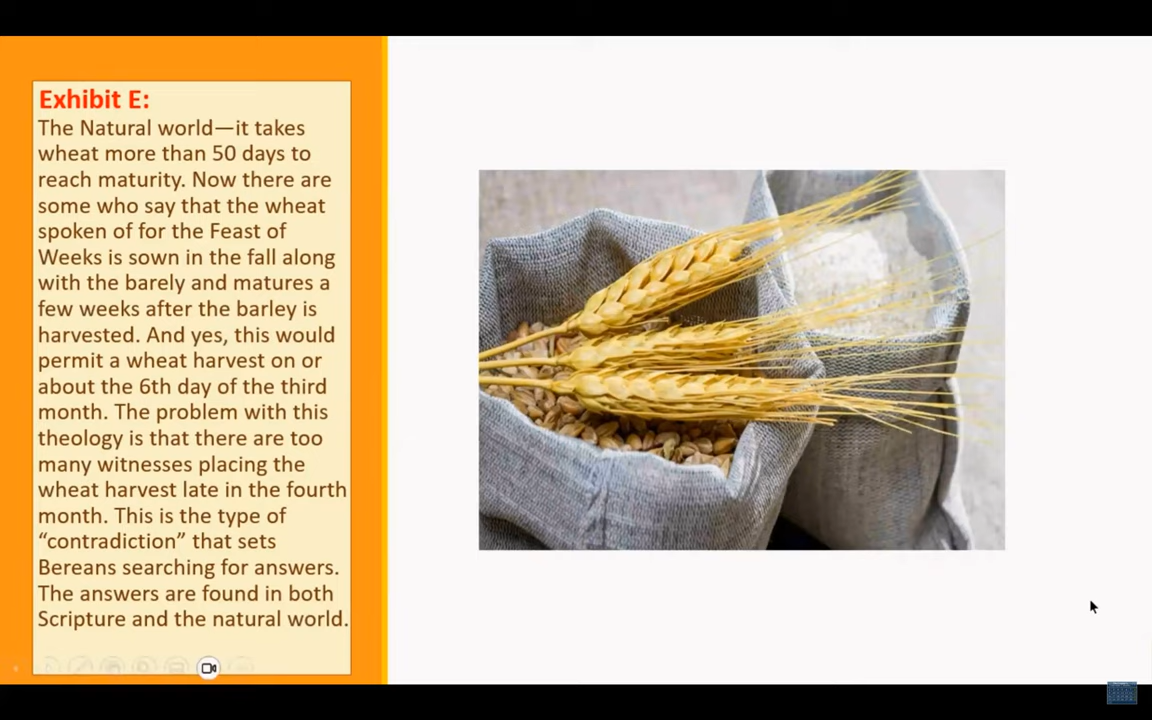 Exhibit E:
The Natural world—it takes
wheat more than 50 days to
reach maturity. Now there are
some who say that the wheat
spoken of for the Feast of
Weeks is sown in the fall along
with the barely and matures a
few weeks after the barley is
harvested. And yes, this would
permit a wheat harvest on or
about the 6th day of the third
month. The problem with this
theology is that there are too
many witnesses placing the
wheat harvest late in the fourth
month. This is the type of
“contradiction” that sets
Bereans searching for answers.
The answers are found in both
Scripture and the natural world.